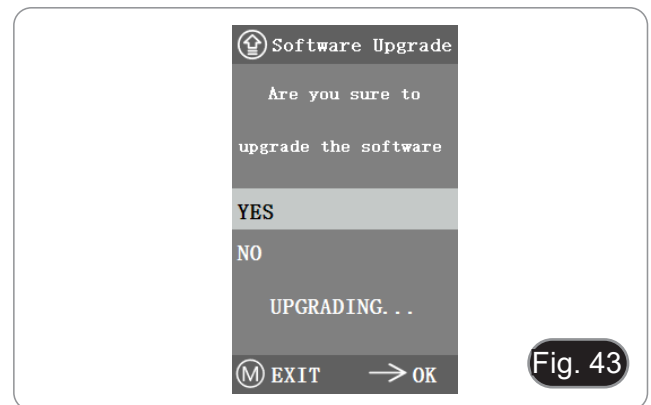 Software Upgrade
Are you sure to
upgrade the software
YES
NO
UPGRADING...
M EXIT → OK
Fig. 43